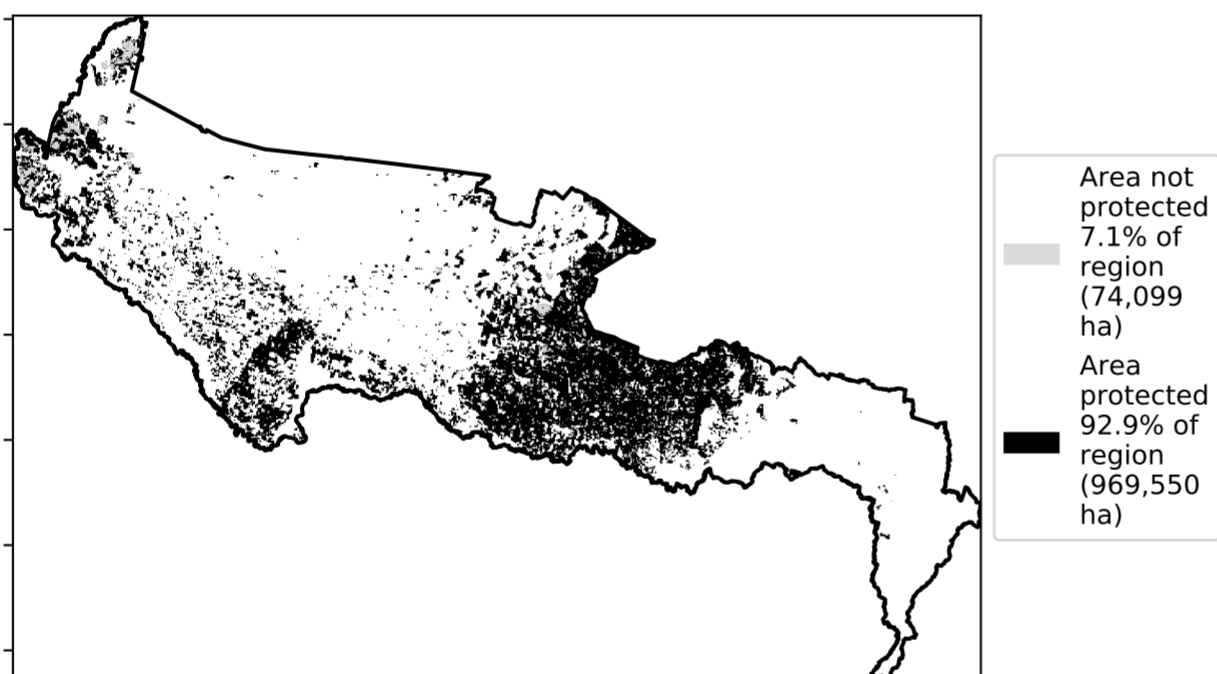 Area not
protected
7.1% of
region
(74,099
ha)
Area
protected
92.9% of
region
(969,550
ha)